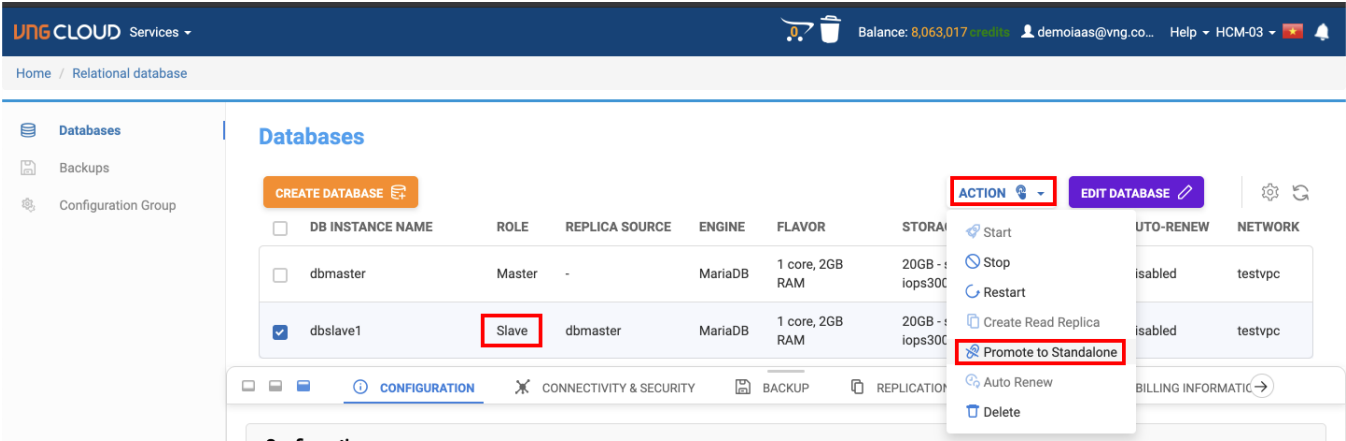 VNG CLOUD Services
0 Balance: 8,063,017 credits demoiaas@vng.co... Help HCM-03
Home / Relational database
Databases
Backups
Configuration Group
Databases
CREATE DATABASE ACTION EDIT DATABASE
DB INSTANCE NAME ROLE REPLICA SOURCE ENGINE FLAVOR STORA UTO-RENEW NETWORK
dbmaster Master - MariaDB 1 core, 2GB 20GB - s isabled testvpc
RAM iops300
dbslave1 Slave dbmaster MariaDB 1 core, 2GB 20GB - s isabled testvpc
RAM iops300
Start
Stop
Restart
Create Read Replica
Promote to Standalone
Auto Renew
Delete
CONFIGURATION CONNECTIVITY & SECURITY BACKUP REPLICATION BILLING INFORMATIC